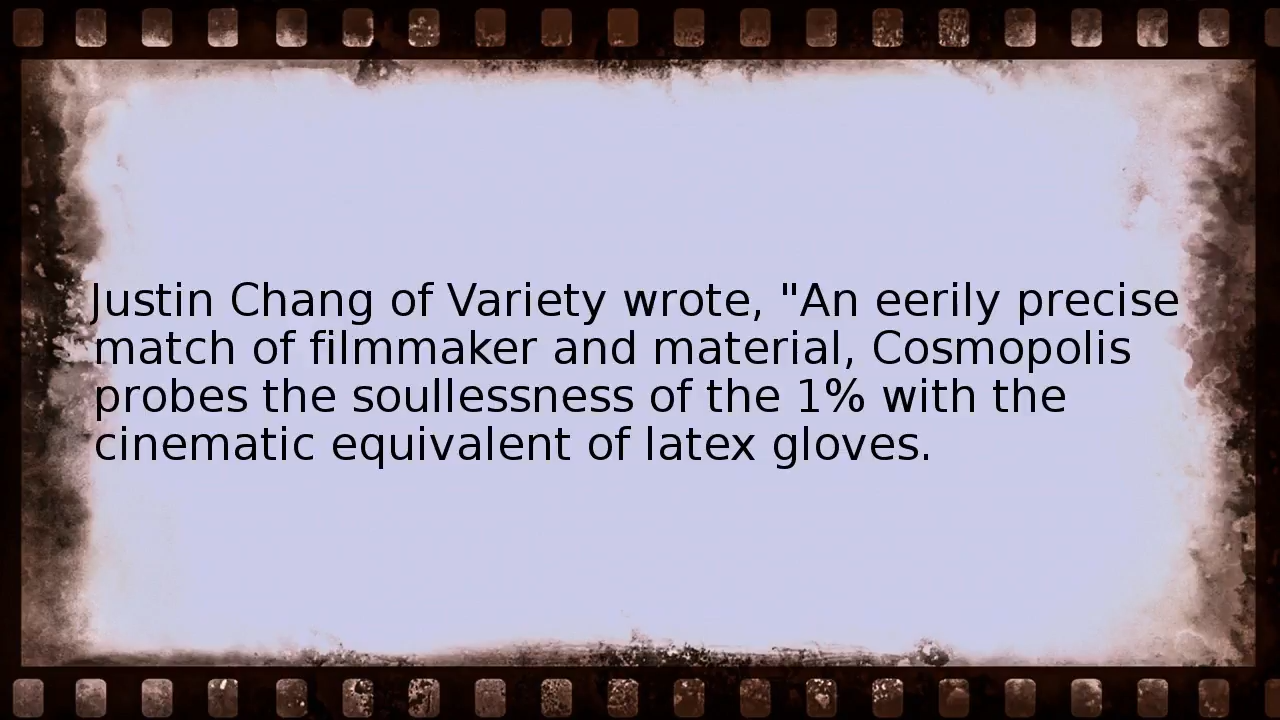 Justin Chang of Variety wrote, "An eerily precise
match of filmmaker and material, Cosmopolis
probes the soullessness of the 1% with the
cinematic equivalent of latex gloves.